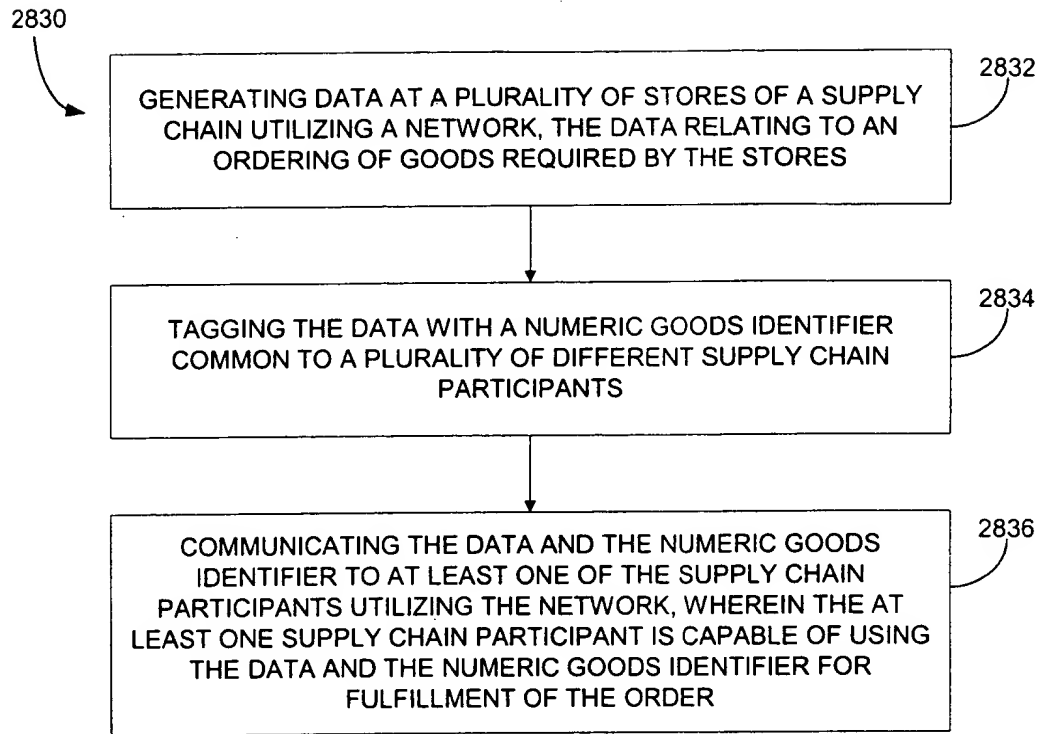 2830
2832
GENERATING DATA AT A PLURALITY OF STORES OF A SUPPLY
CHAIN UTILIZING A NETWORK, THE DATA RELATING TO AN
ORDERING OF GOODS REQUIRED BY THE STORES
2834
TAGGING THE DATA WITH A NUMERIC GOODS IDENTIFIER
COMMON TO A PLURALITY OF DIFFERENT SUPPLY CHAIN
PARTICIPANTS
2836
COMMUNICATING THE DATA AND THE NUMERIC GOODS
IDENTIFIER TO AT LEAST ONE OF THE SUPPLY CHAIN
PARTICIPANTS UTILIZING THE NETWORK, WHEREIN THE AT
LEAST ONE SUPPLY CHAIN PARTICIPANT IS CAPABLE OF USING
THE DATA AND THE NUMERIC GOODS IDENTIFIER FOR
FULFILLMENT OF THE ORDER